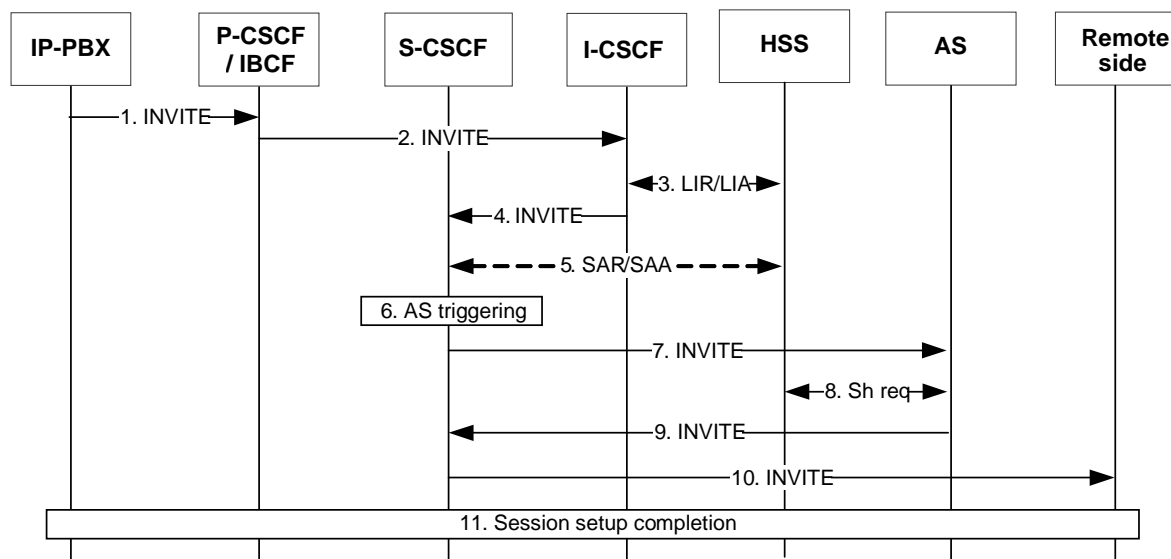 IP-PBX
P-CSCF
/ IBCF
S-CSCF
I-CSCF
HSS
AS
Remote
side
1. INVITE
2. INVITE
3. LIR/LIA
4. INVITE
5. SAR/SAA
6. AS triggering
7. INVITE
8. Sh req
9. INVITE
10. INVITE
11. Session setup completion